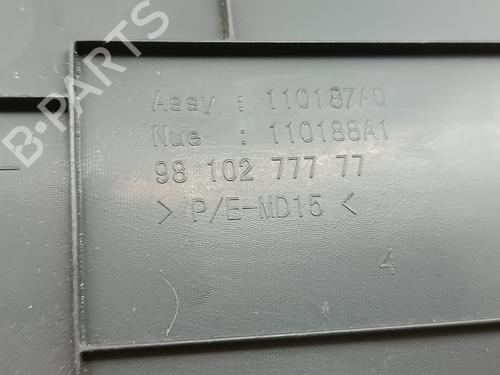 B-PARTS
Assy : 110187A0
Nue : 110188A1
98 102 777 77
> P/E-MD15 <
4